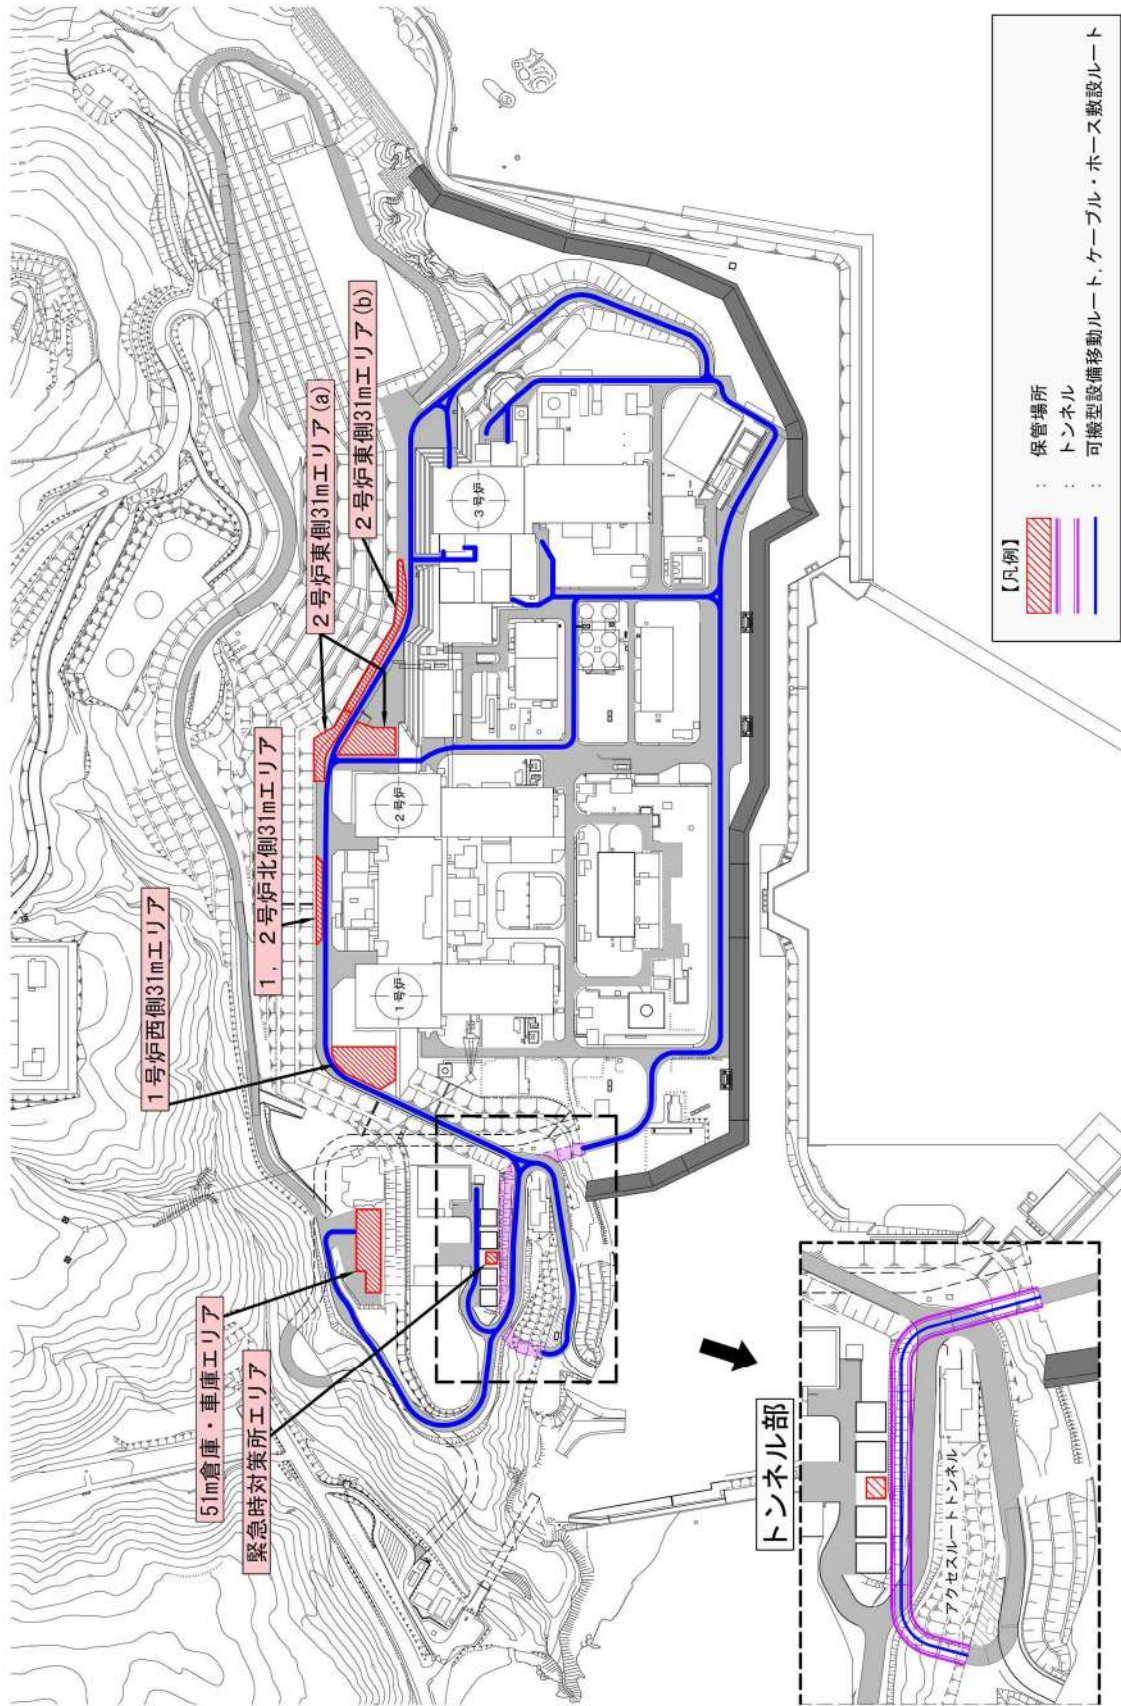 51m倉庫・車庫エリア
緊急時対策所エリア
1号炉西側31mエリア
1,2号炉北側31mエリア
2号炉東側31mエリア(a)
2号炉東側31mエリア(b)
1号炉
2号炉
3号炉
トンネル部
アクセスルートトンネル
【凡例】
: 保管場所
: トンネル
: 可搬型設備移動ルート,ケーブル・ホース敷設ルート